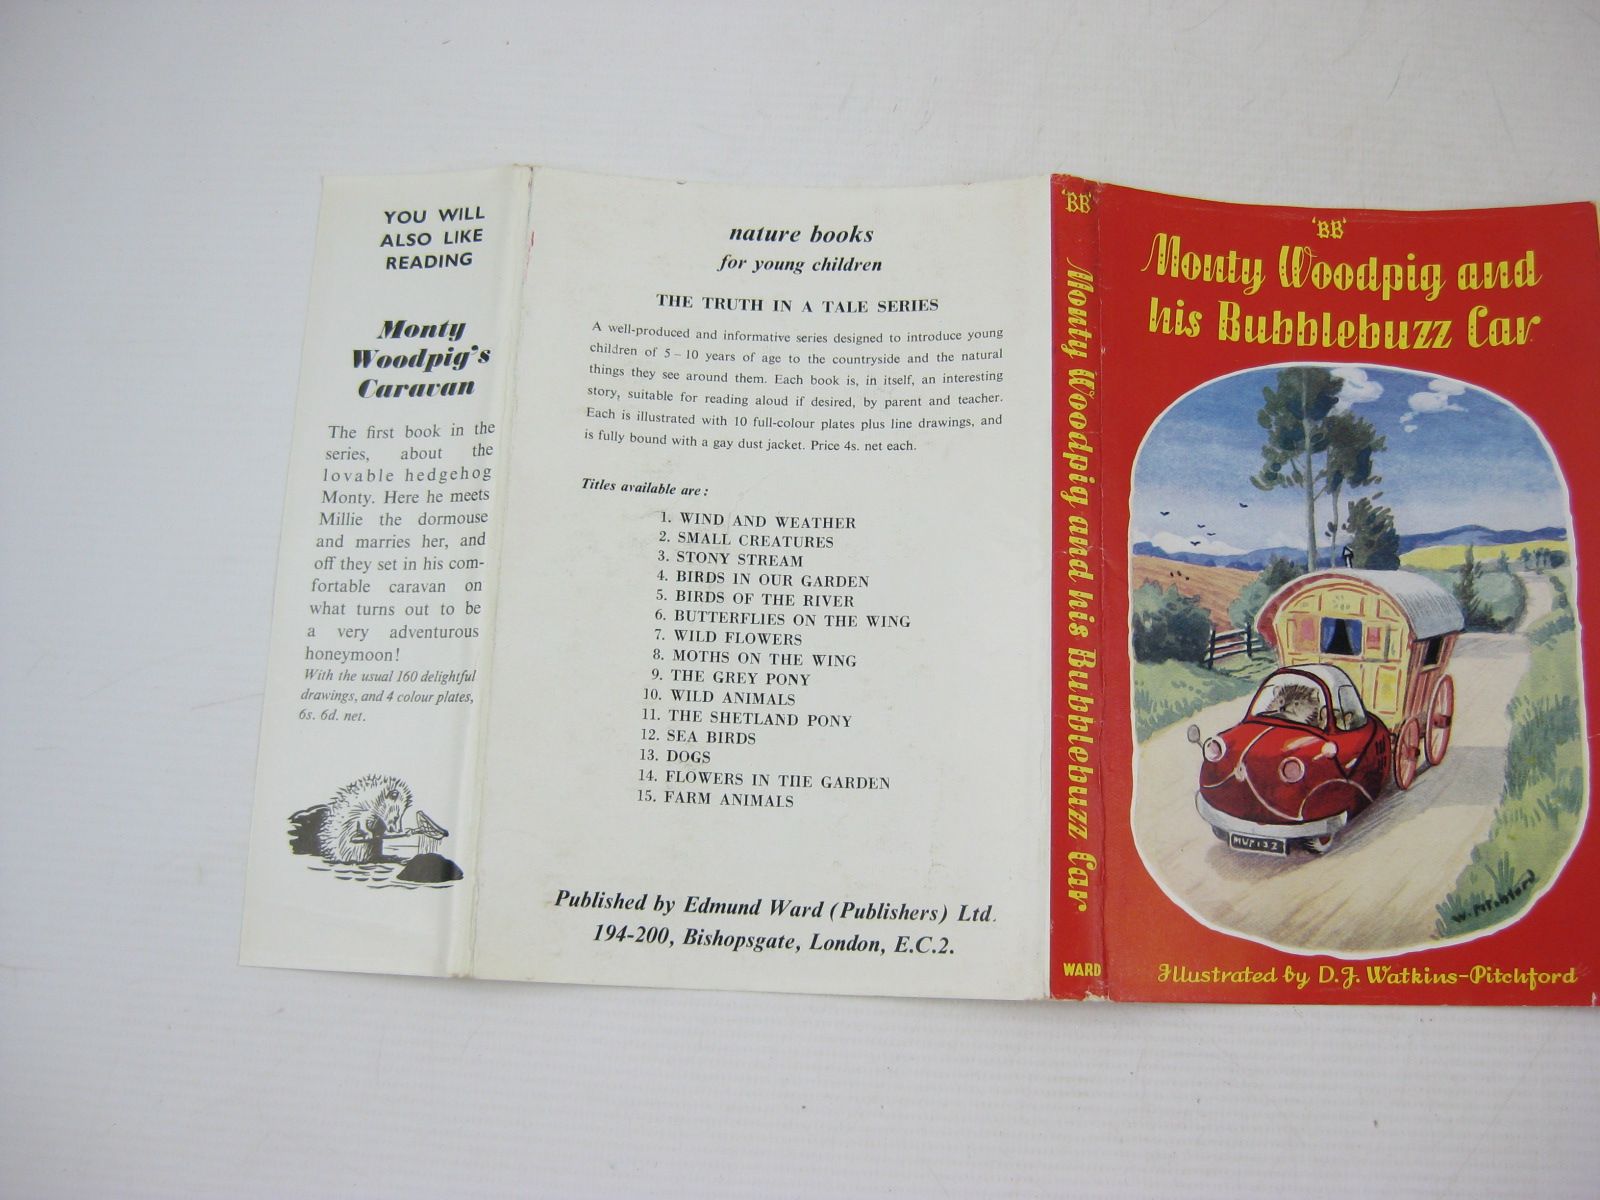 YOU WILL
ALSO LIKE
READING
Monty
Woodpig's
Caravan
The first book in the
series, about the
lovable hedgehog
Monty. Here he meets
Millie the dormouse
and marries her, and
off they set in his com-
fortable caravan on
what turns out to be
a very adventurous
honeymoon!
With the usual 160 delightful
drawings, and 4 colour plates,
6s. 6d. net.
nature books
for young children
THE TRUTH IN A TALE SERIES
A well-produced and informative series designed to introduce young
children of 5 – 10 years of age to the countryside and the natural
things they see around them. Each book is, in itself, an interesting
story, suitable for reading aloud if desired, by parent and teacher.
Each is illustrated with 10 full-colour plates plus line drawings, and
is fully bound with a gay dust jacket. Price 4s. net each.
Titles available are :
1. WIND AND WEATHER
2. SMALL CREATURES
3. STONY STREAM
4. BIRDS IN OUR GARDEN
5. BIRDS OF THE RIVER
6. BUTTERFLIES ON THE WING
7. WILD FLOWERS
8. MOTHS ON THE WING
9. THE GREY PONY
10. WILD ANIMALS
11. THE SHETLAND PONY
12. SEA BIRDS
13. DOGS
14. FLOWERS IN THE GARDEN
15. FARM ANIMALS
Published by Edmund Ward (Publishers) Ltd.
194-200, Bishopsgate, London, E.C.2.
'BB'
Monty Woodpig and his Bubblebuzz Car
WARD
'BB'
Monty Woodpig and
his Bubblebuzz Car
Illustrated by D.J. Watkins-Pitchford